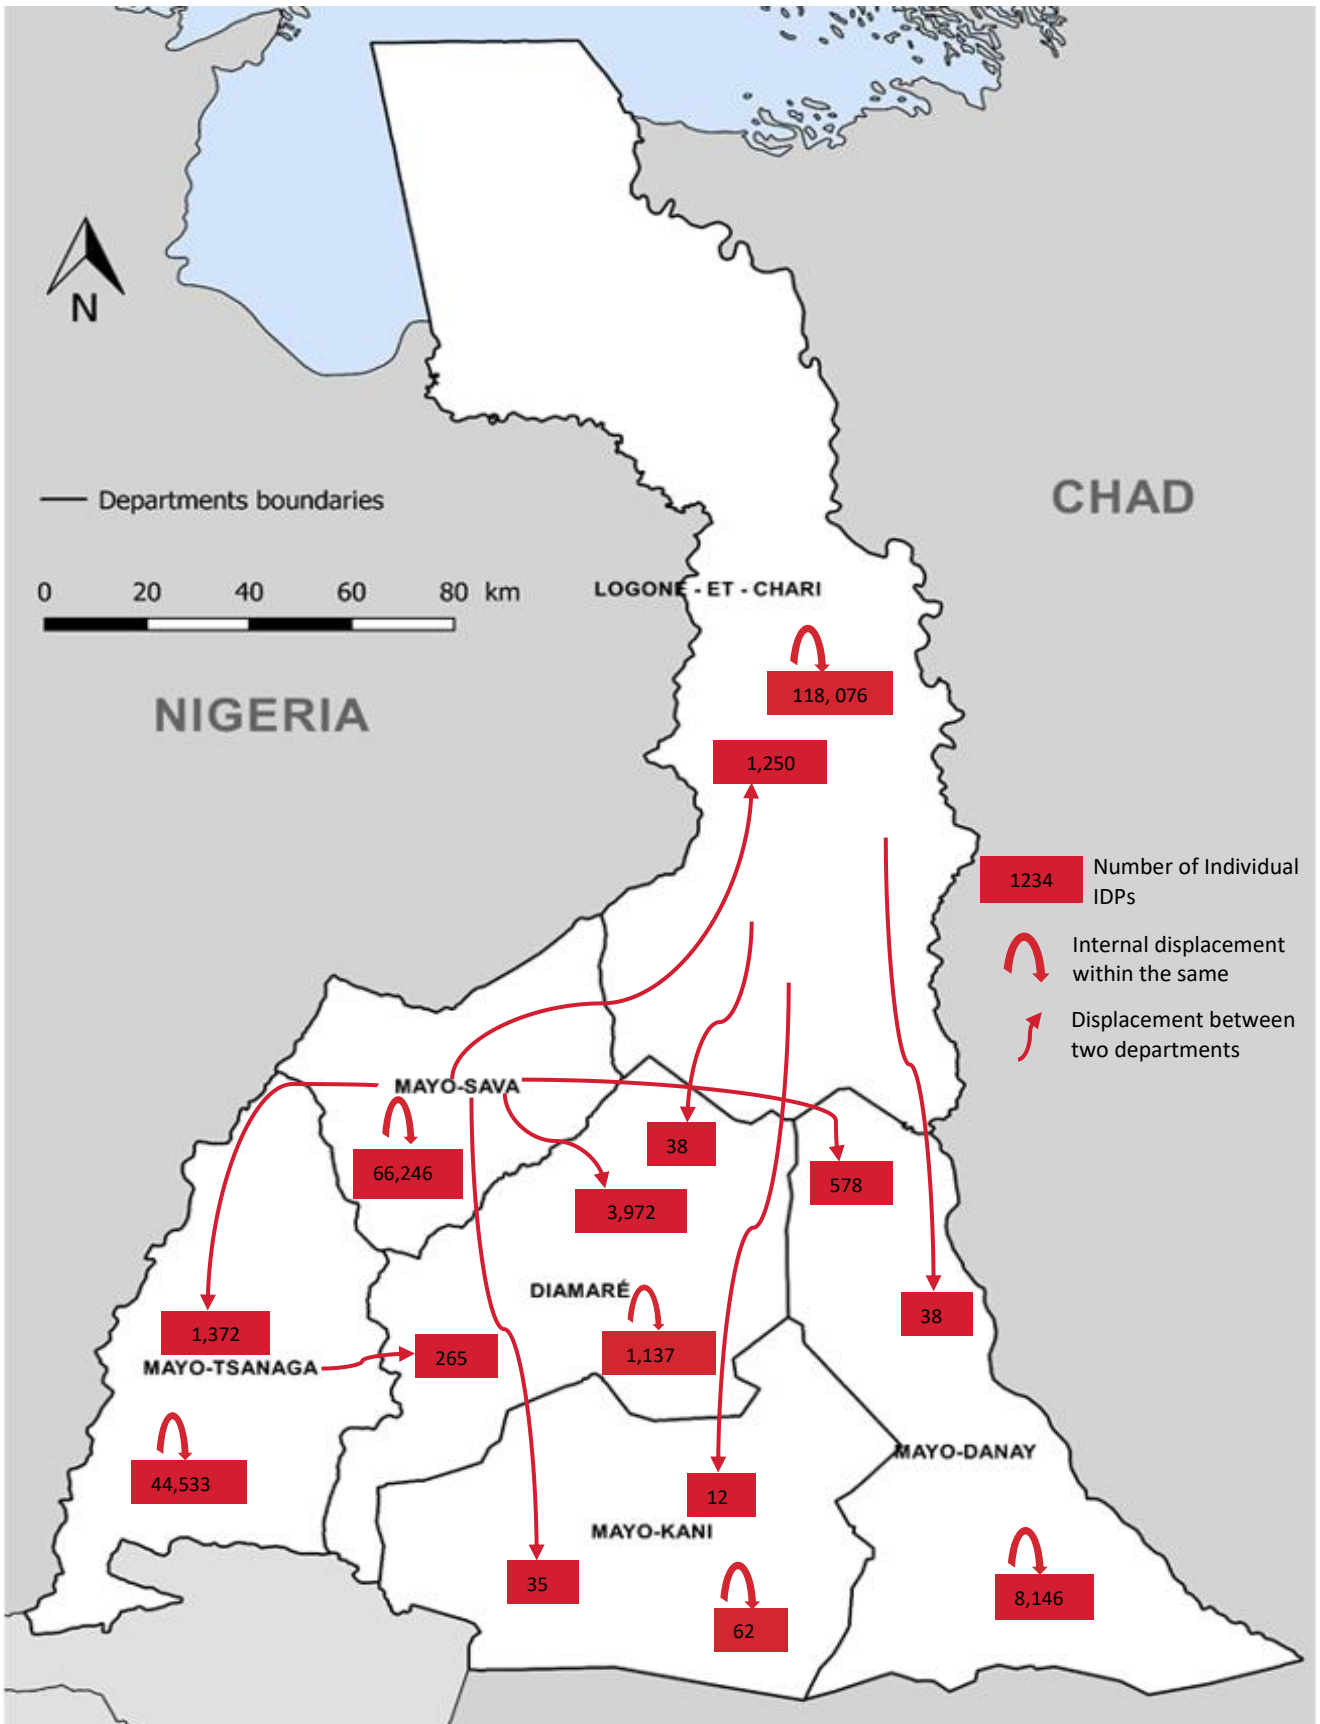 N
Departments boundaries
CHAD
0 20 40 60 80 km
LOGONE - ET - CHARI
118, 076
NIGERIA
1,250
1234
Number of Individual
IDPs
Internal displacement
within the same
Displacement between
two departments
MAYO-SAVA
38
66,246
578
3,972
DIAMARÉ
38
1,372
1,137
265
MAYO-TSANAGA
MAYO-DANAY
44,533
12
MAYO-KANI
35
8,146
62